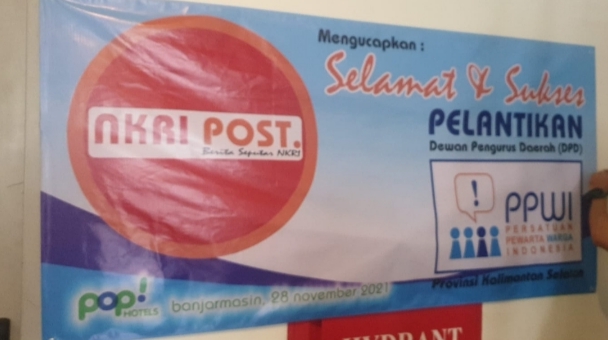 Mengucapkan :
Selamat & Sukses
PELANTIKAN
Dewan Pengurus Daerah (DPD)
NKRI POST.
Berita Seputar NKRI
!
PPWI
PERSATUAN
PEWARTA WARGA
INDONESIA
Provinsi Kalimantan Selatan
pop!
HOTELS
banjarmasin, 28 november 2021
HYDRANT